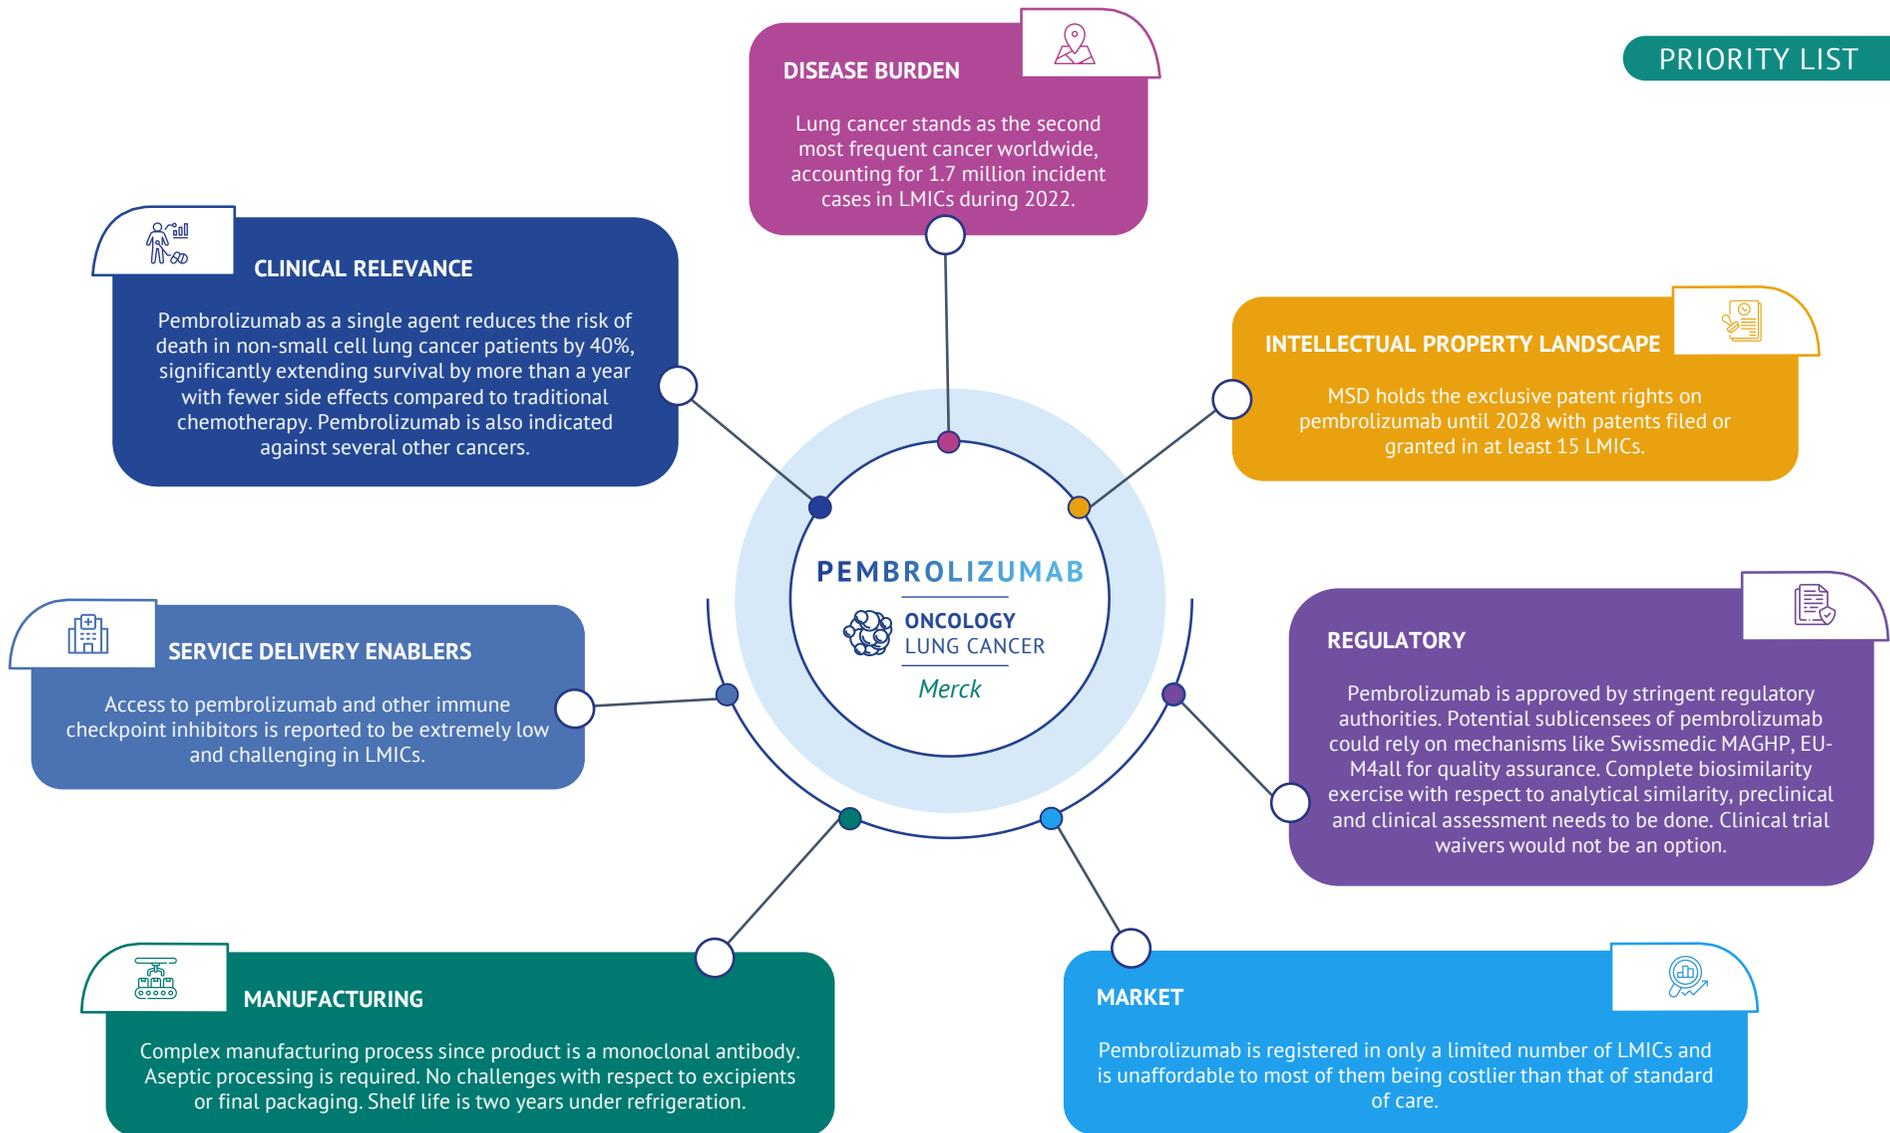 PRIORITY LIST
DISEASE BURDEN
Lung cancer stands as the second
most frequent cancer worldwide,
accounting for 1.7 million incident
cases in LMICs during 2022.
CLINICAL RELEVANCE
Pembrolizumab as a single agent reduces the risk of
death in non-small cell lung cancer patients by 40%,
significantly extending survival by more than a year
with fewer side effects compared to traditional
chemotherapy. Pembrolizumab is also indicated
against several other cancers.
INTELLECTUAL PROPERTY LANDSCAPE
MSD holds the exclusive patent rights on
pembrolizumab until 2028 with patents filed or
granted in at least 15 LMICs.
PEMBROLIZUMAB
ONCOLOGY
LUNG CANCER
Merck
SERVICE DELIVERY ENABLERS
Access to pembrolizumab and other immune
checkpoint inhibitors is reported to be extremely low
and challenging in LMICs.
REGULATORY
Pembrolizumab is approved by stringent regulatory
authorities. Potential sublicensees of pembrolizumab
could rely on mechanisms like Swissmedic MAGHP, EU-
M4all for quality assurance. Complete biosimilarity
exercise with respect to analytical similarity, preclinical
and clinical assessment needs to be done. Clinical trial
waivers would not be an option.
MANUFACTURING
Complex manufacturing process since product is a monoclonal antibody.
Aseptic processing is required. No challenges with respect to excipients
or final packaging. Shelf life is two years under refrigeration.
MARKET
Pembrolizumab is registered in only a limited number of LMICs and
is unaffordable to most of them being costlier than that of standard
of care.